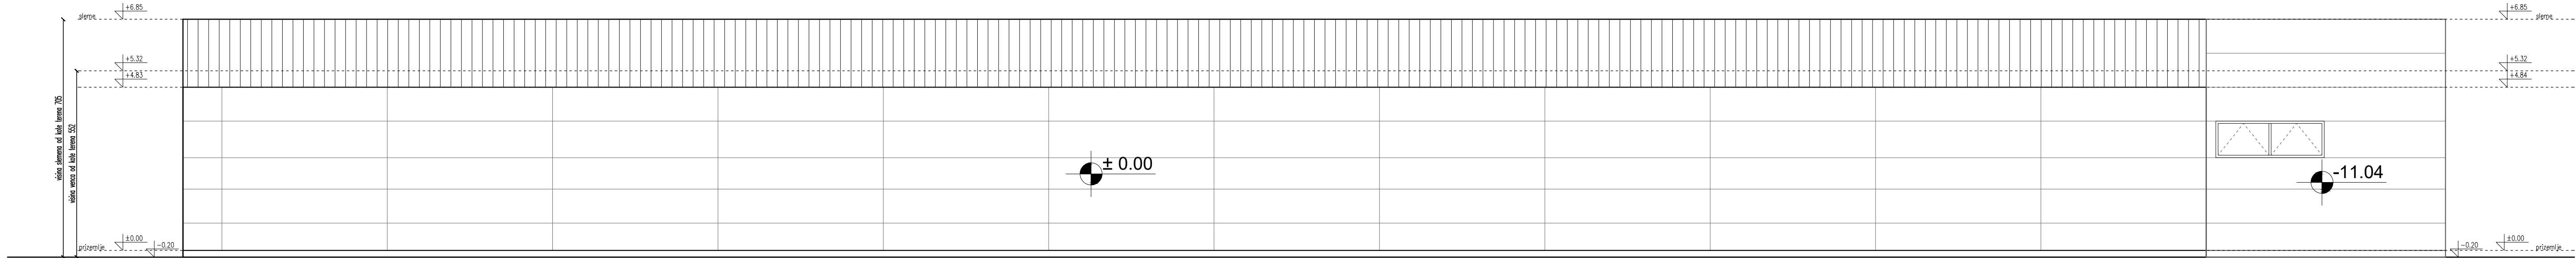 sleme
+6.85
+5.32
+4.83
visina slemena od kote terena 705
visina venca od kote terena 552
prizemlje
±0.00
-0.20
± 0.00
-11.04
+6.85
sleme
+5.32
+4.84
-0.20
±0.00
prizemlje